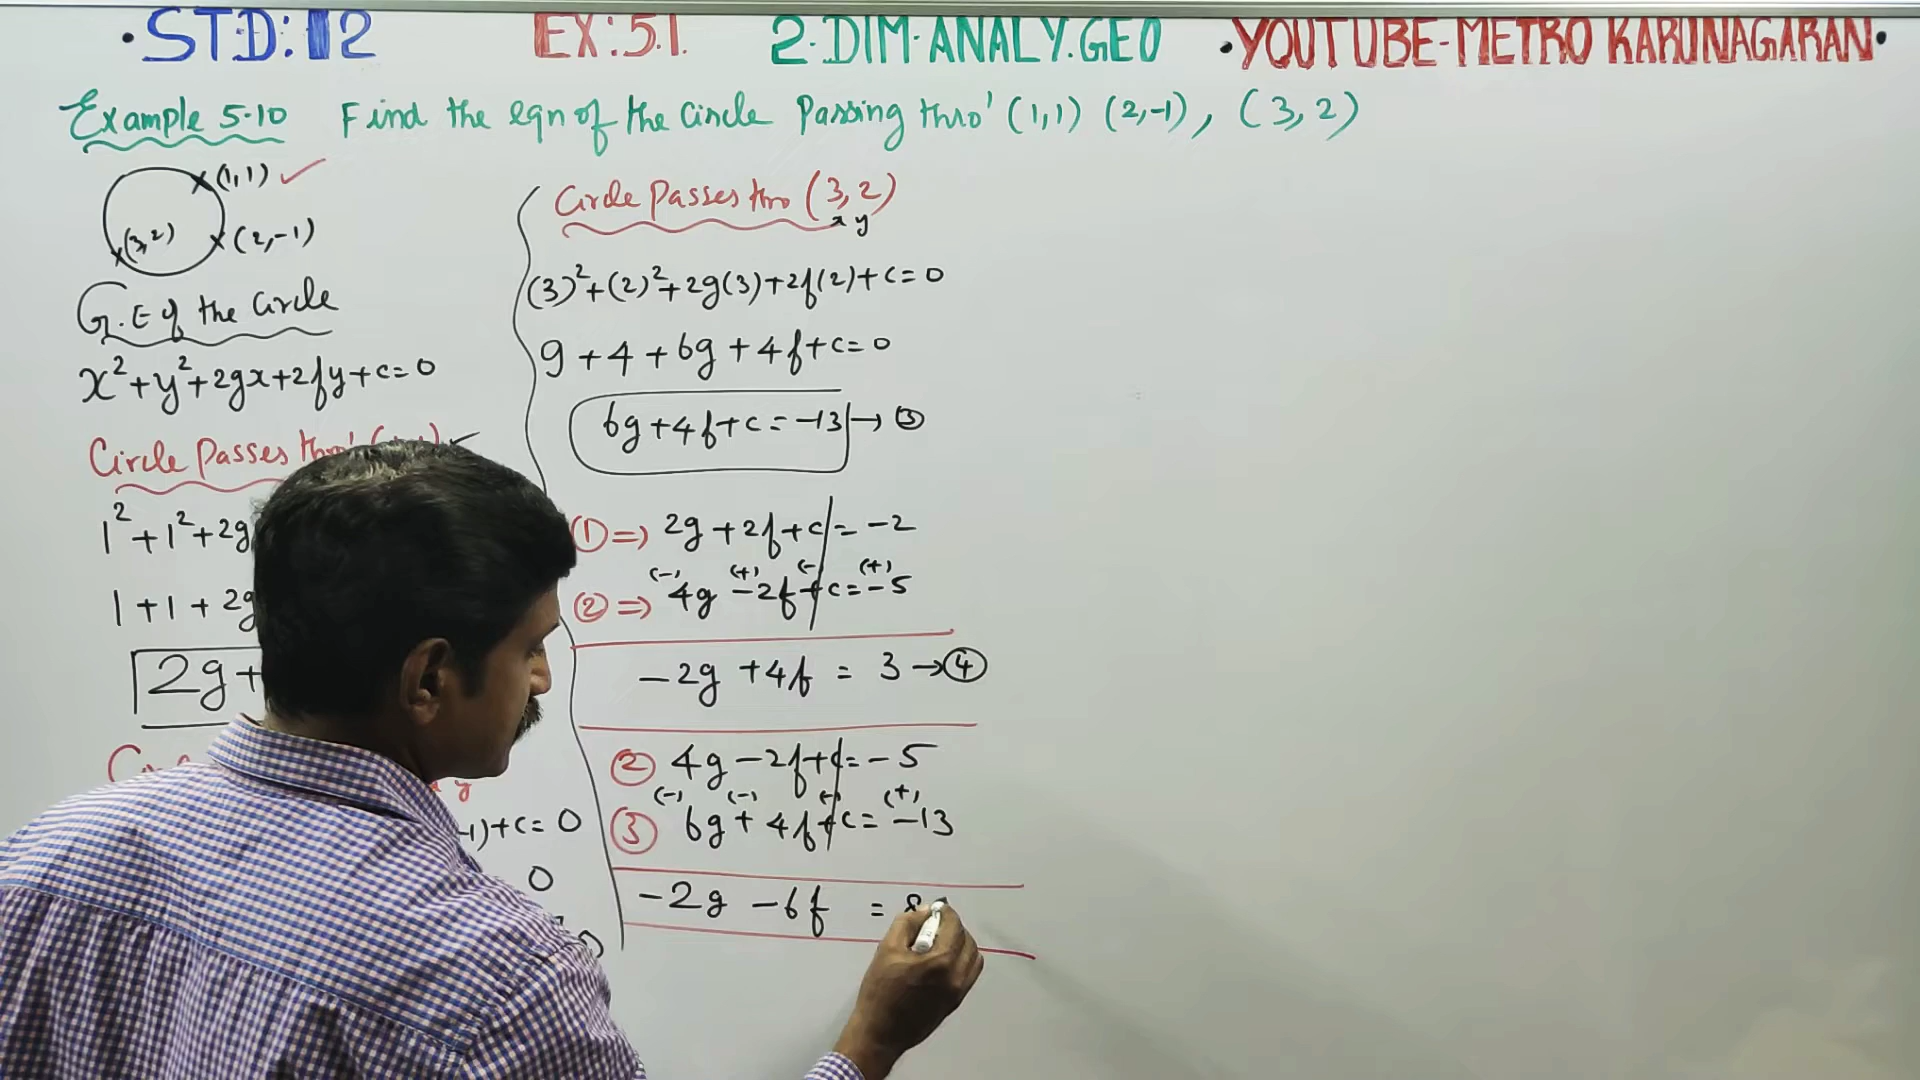 •STD: 12 EX: 5.1. 2·DIM·ANALY.GEO •YOUTUBE-METRO KARUNAGARAN•
Example 5.10 Find the eqn of the Circle Passing thro' (1,1) (2,-1), (3,2)
(1,1) ✓
(3,2) (2,-1)
G.E of the Circle
x²+y²+2gx+2fy+c=0
Circle Passes thro'
1²+1²+2g
1+1+2g
2g+
y
-1)+c= 0
0
Circle Passes thro (3,2)
x y
(3)²+(2)²+2g(3)+2f(2)+c=0
9+4+6g+4f+c=0
6g+4f+c=-13 → ③
① ⇒ 2g+2f+c=-2
(-) (+) (-) (+)
② ⇒ 4g-2f+c=-5
-2g+4f = 3 → ④
② 4g-2f+c=-5
(-) (-) (-) (+)
③ 6g+4f+c=-13
-2g-6f = 8